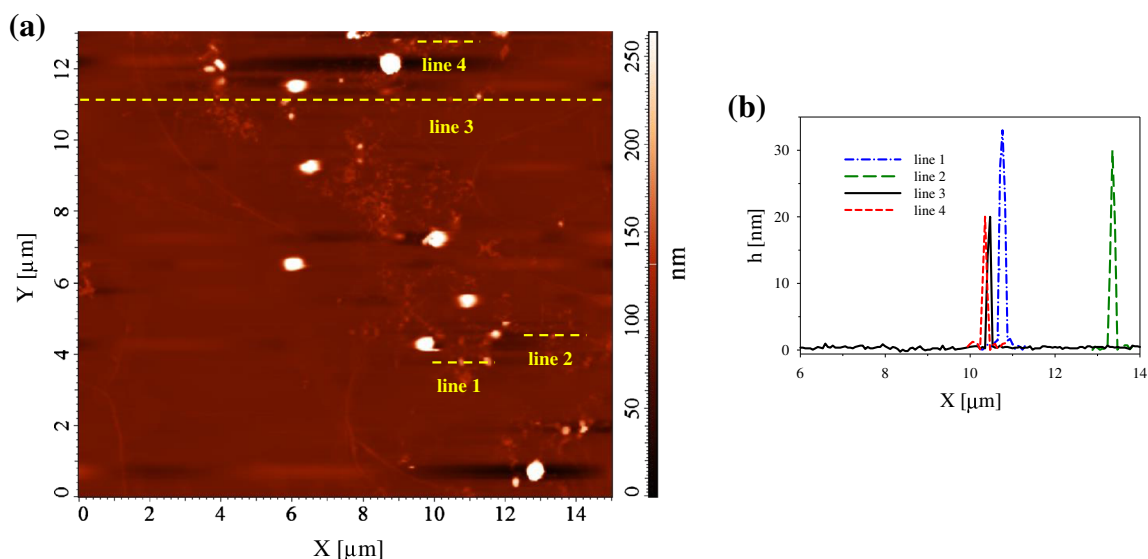 (a)
line 4
line 3
line 2
line 1
0 2 4 6 8 10 12
Y [μm]
0 2 4 6 8 10 12 14
X [μm]
0 50 100 150 200 250
nm
(b)
line 1
line 2
line 3
line 4
30
20
10
0
h [nm]
6 8 10 12 14
X [μm]